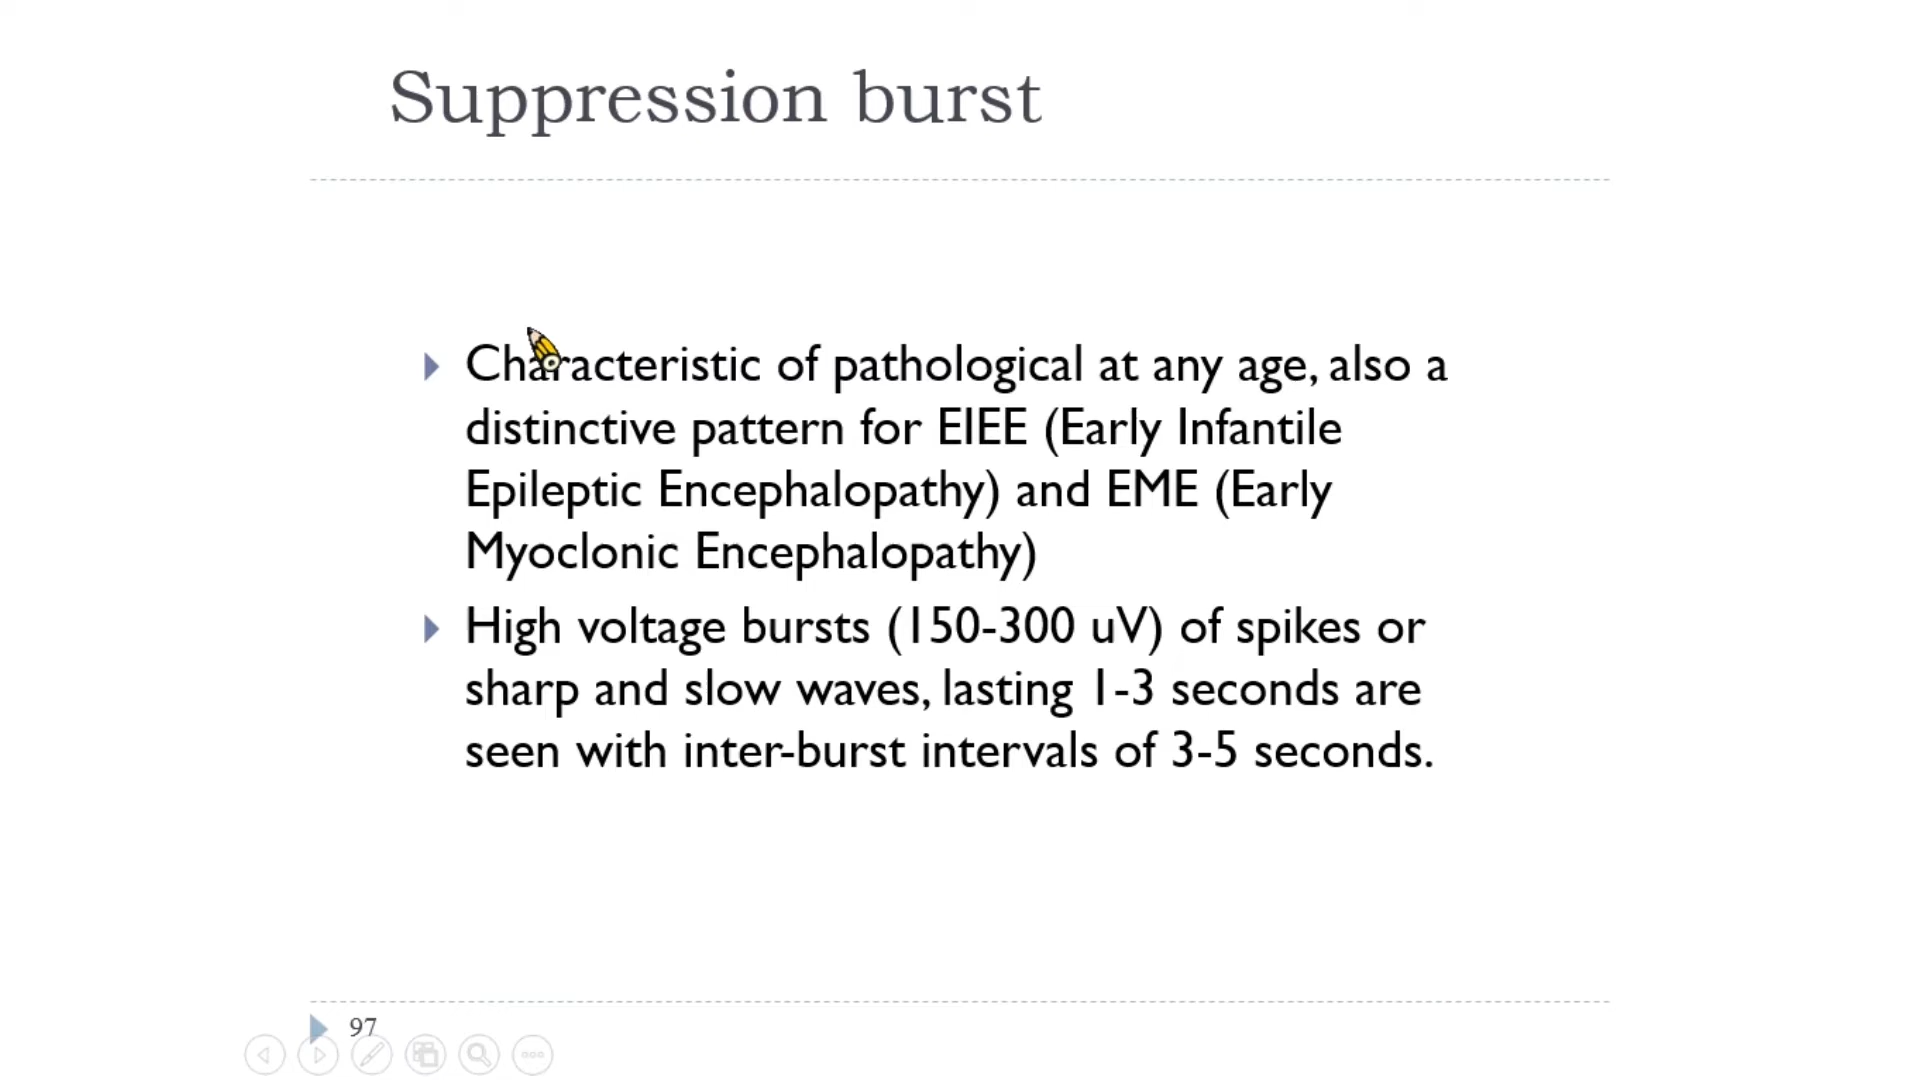 Suppression burst
Characteristic of pathological at any age, also a
distinctive pattern for EIEE (Early Infantile
Epileptic Encephalopathy) and EME (Early
Myoclonic Encephalopathy)
High voltage bursts (150-300 uV) of spikes or
sharp and slow waves, lasting 1-3 seconds are
seen with inter-burst intervals of 3-5 seconds.
97